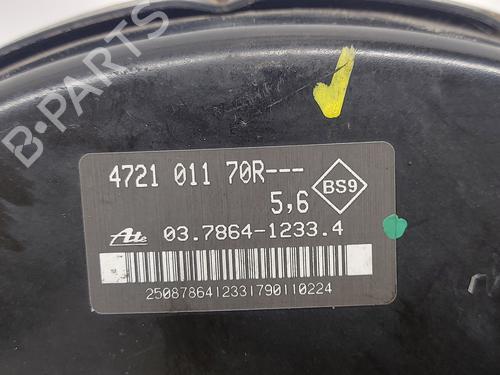 B-PARTS
4721 011 70R---
5,6
BS9
Ate 03.7864-1233.4
2508786412331790110224